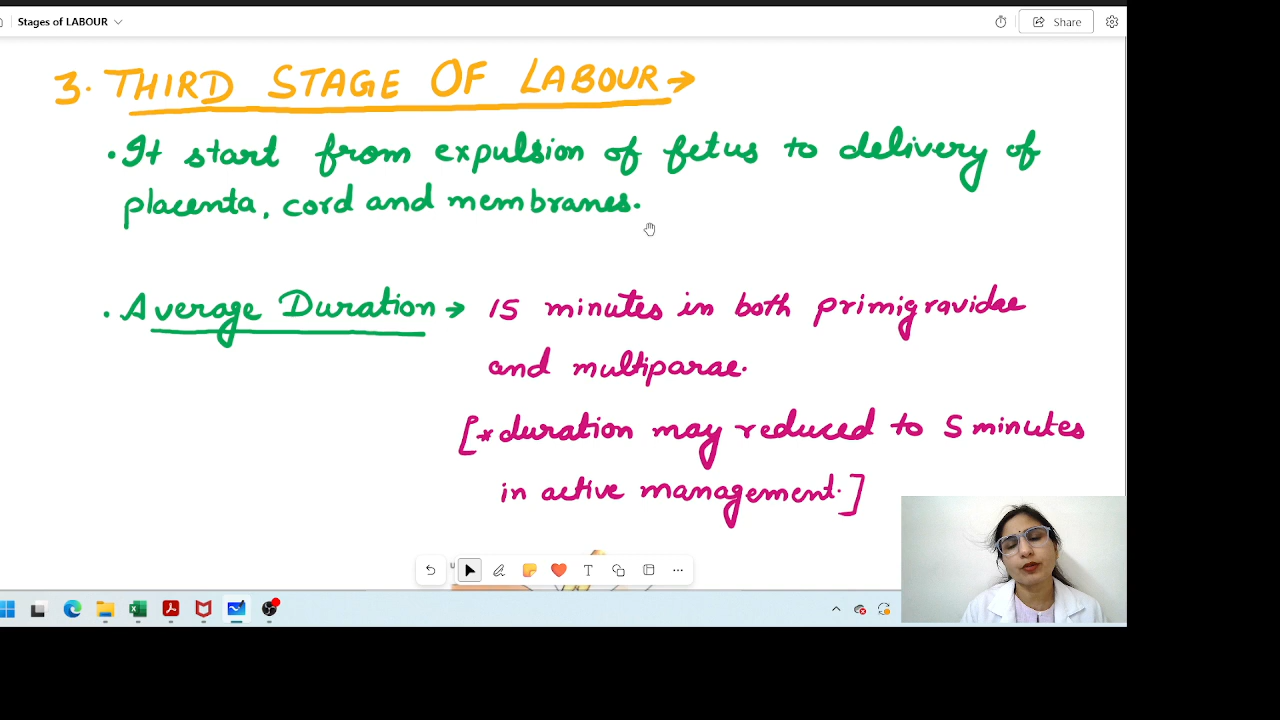 Stages of LABOUR
Share
3. THIRD STAGE OF LABOUR →
• It start from expulsion of fetus to delivery of
placenta, cord and membranes.
• Average Duration → 15 minutes in both primigravidae
and multiparae.
[* duration may reduced to 5 minutes
in active management.]
T